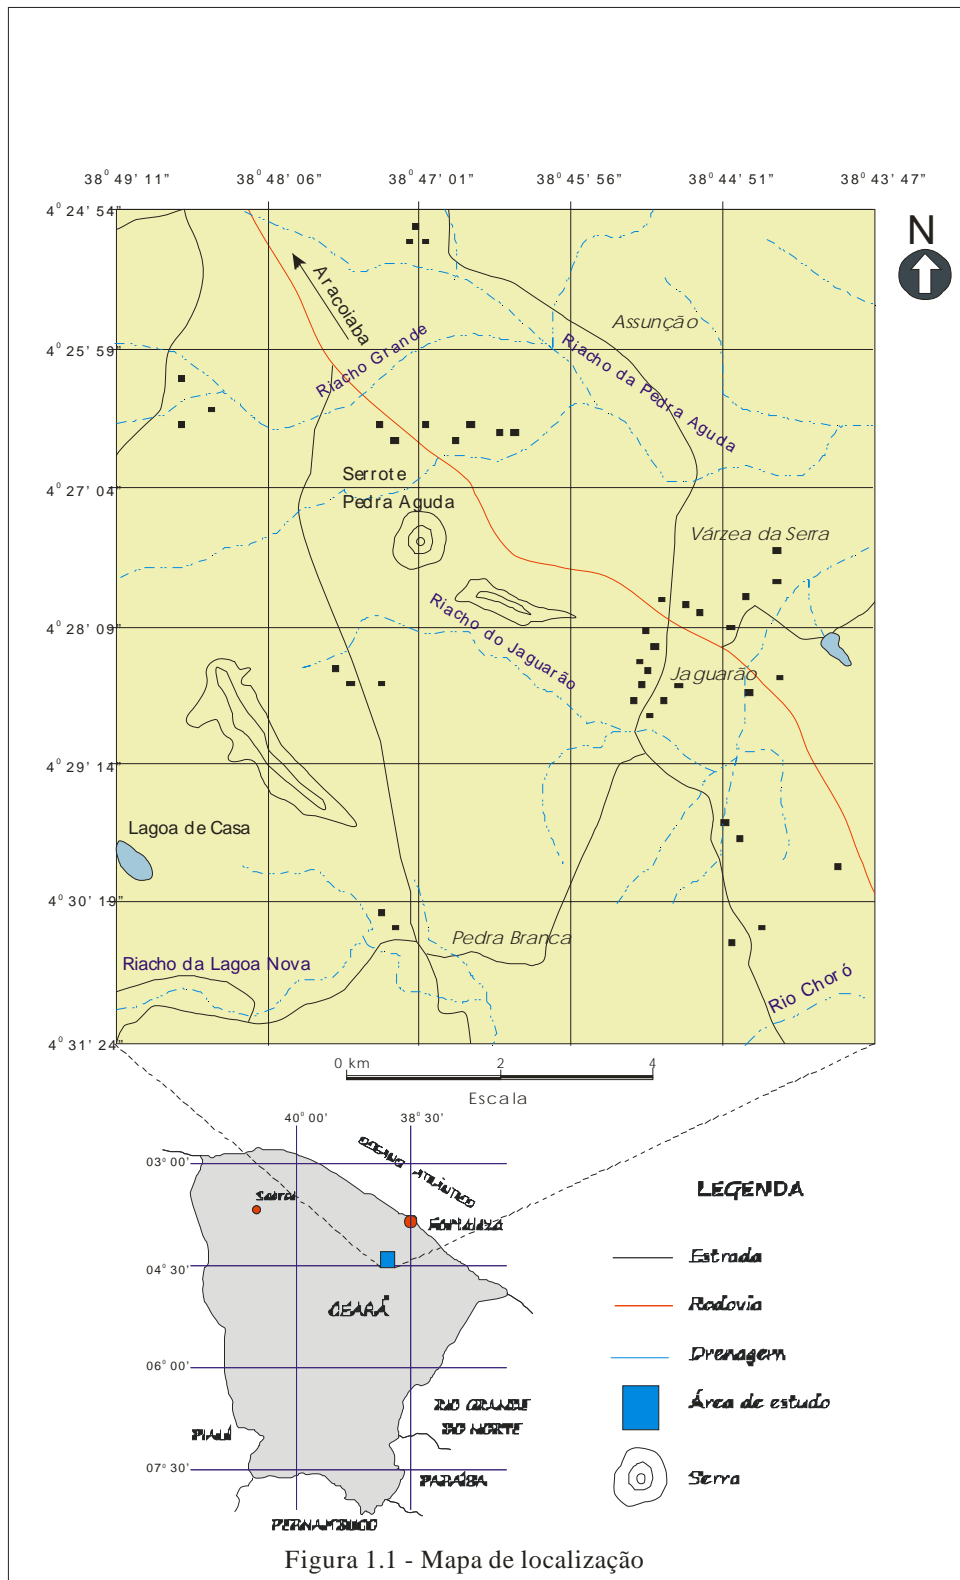 38° 49' 11" 38° 48' 06" 38° 47' 01" 38° 45' 56" 38° 44' 51" 38° 43' 47"
4° 24' 54"
N
Aracoiaba
Assunção
4° 25' 59"
Riacho Grande
Riacho da Pedra Aguda
Serrote
Pedra Aguda
4° 27' 04"
Várzea da Serra
Riacho do Jaguarão
4° 28' 09"
Jaguarão
4° 29' 14"
Lagoa de Casa
4° 30' 19"
Pedra Branca
Riacho da Lagoa Nova
Rio Choró
4° 31' 24"
0 km 2 4
Escala
40° 00' 38° 30'
OCEANO ATLÂNTICO
03° 00'
LEGENDA
Fortaleza
Estrada
04° 30'
CEARÁ
Rodovia
Drenagem
06° 00'
Área de estudo
RIO GRANDE
DO NORTE
PIAUÍ
07° 30'
PARAÍBA
Serra
PERNAMBUCO
Figura 1.1 - Mapa de localização